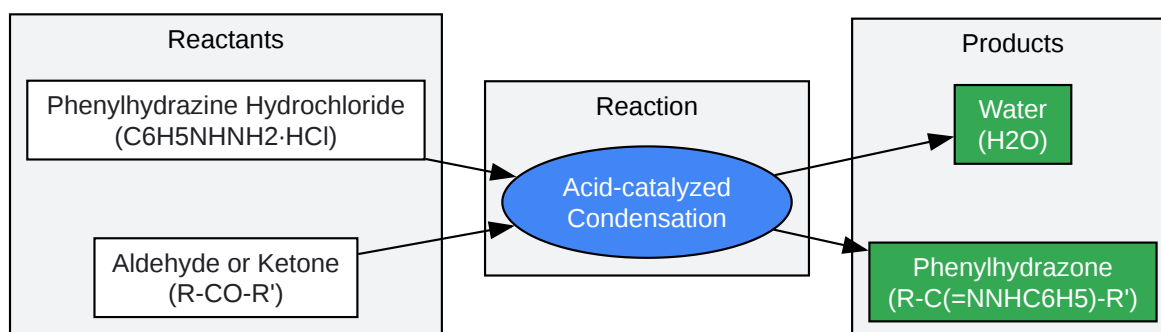 Reactants
Phenylhydrazine Hydrochloride
(C6H5NHNH2·HCl)
Aldehyde or Ketone
(R-CO-R')
Reaction
Acid-catalyzed
Condensation
Products
Water
(H2O)
Phenylhydrazone
(R-C(=NNHC6H5)-R')